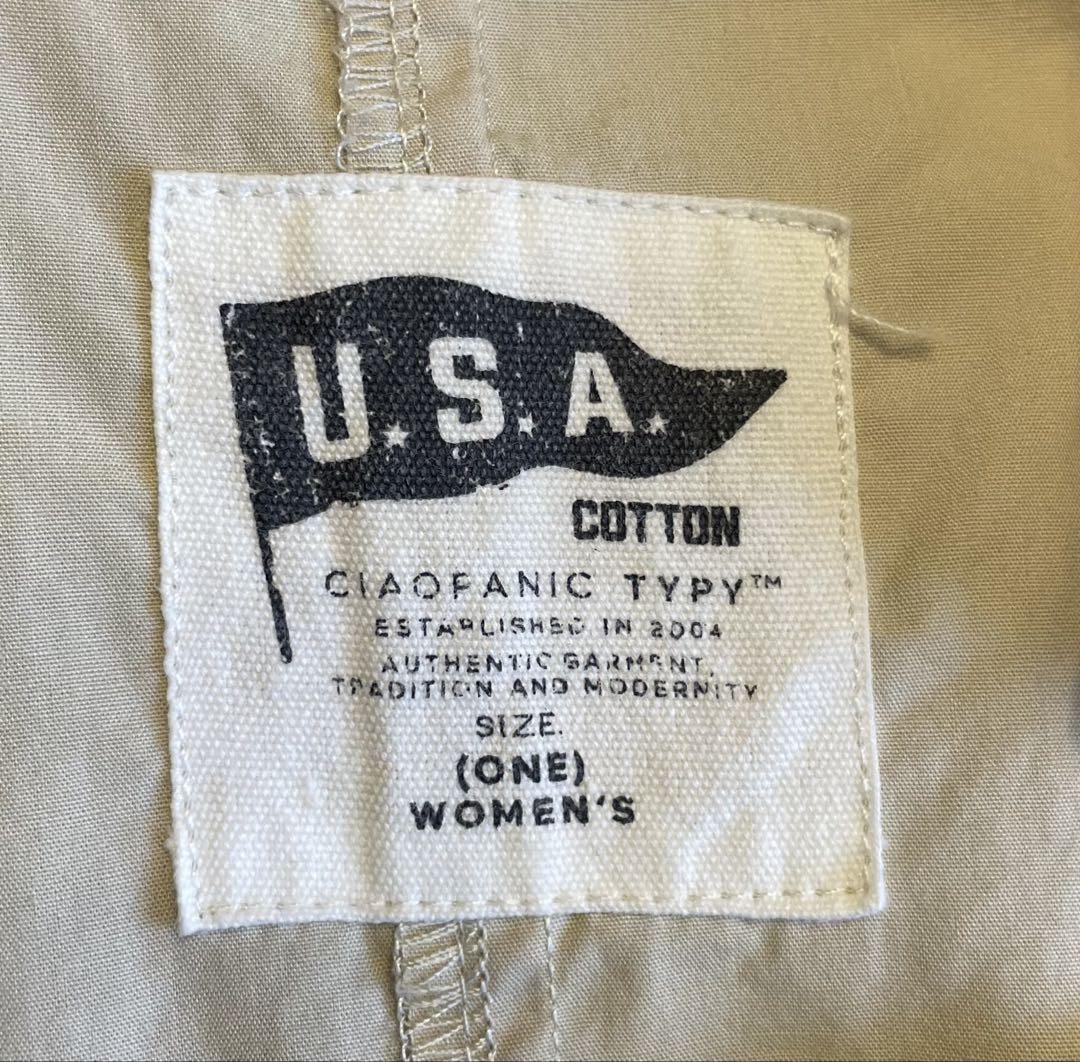 U.S.A.
COTTON
CIAOPANIC TYPY™
ESTABLISHED IN 2004
AUTHENTIC GARMENT,
TRADITION AND MODERNITY
SIZE.
(ONE)
WOMEN'S